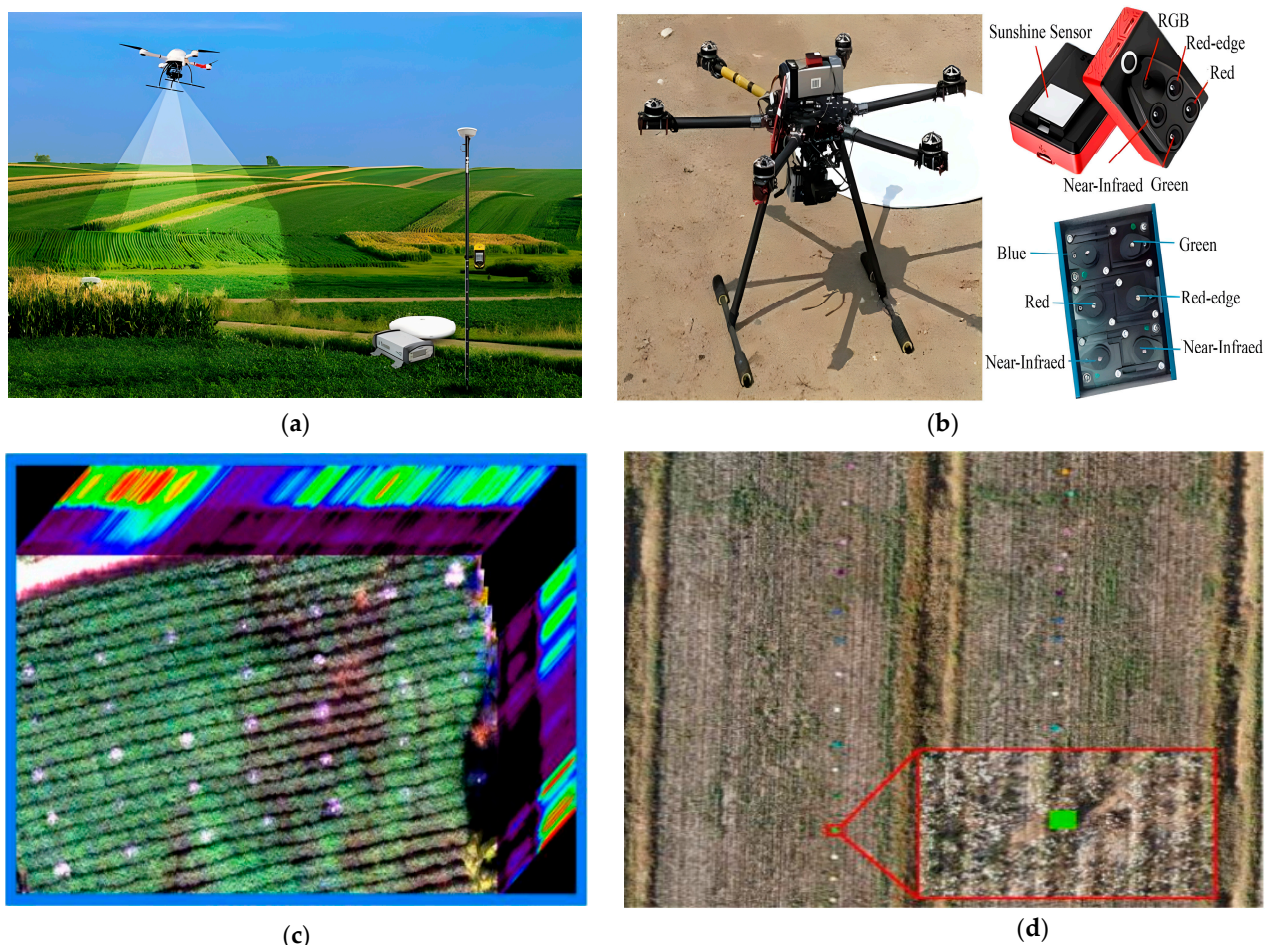 Sunshine Sensor
RGB
Red-edge
Red
Near-Infraed
Green
Blue
Green
Red
Red-edge
Near-Infraed
Near-Infraed
(a)
(b)
(c)
(d)